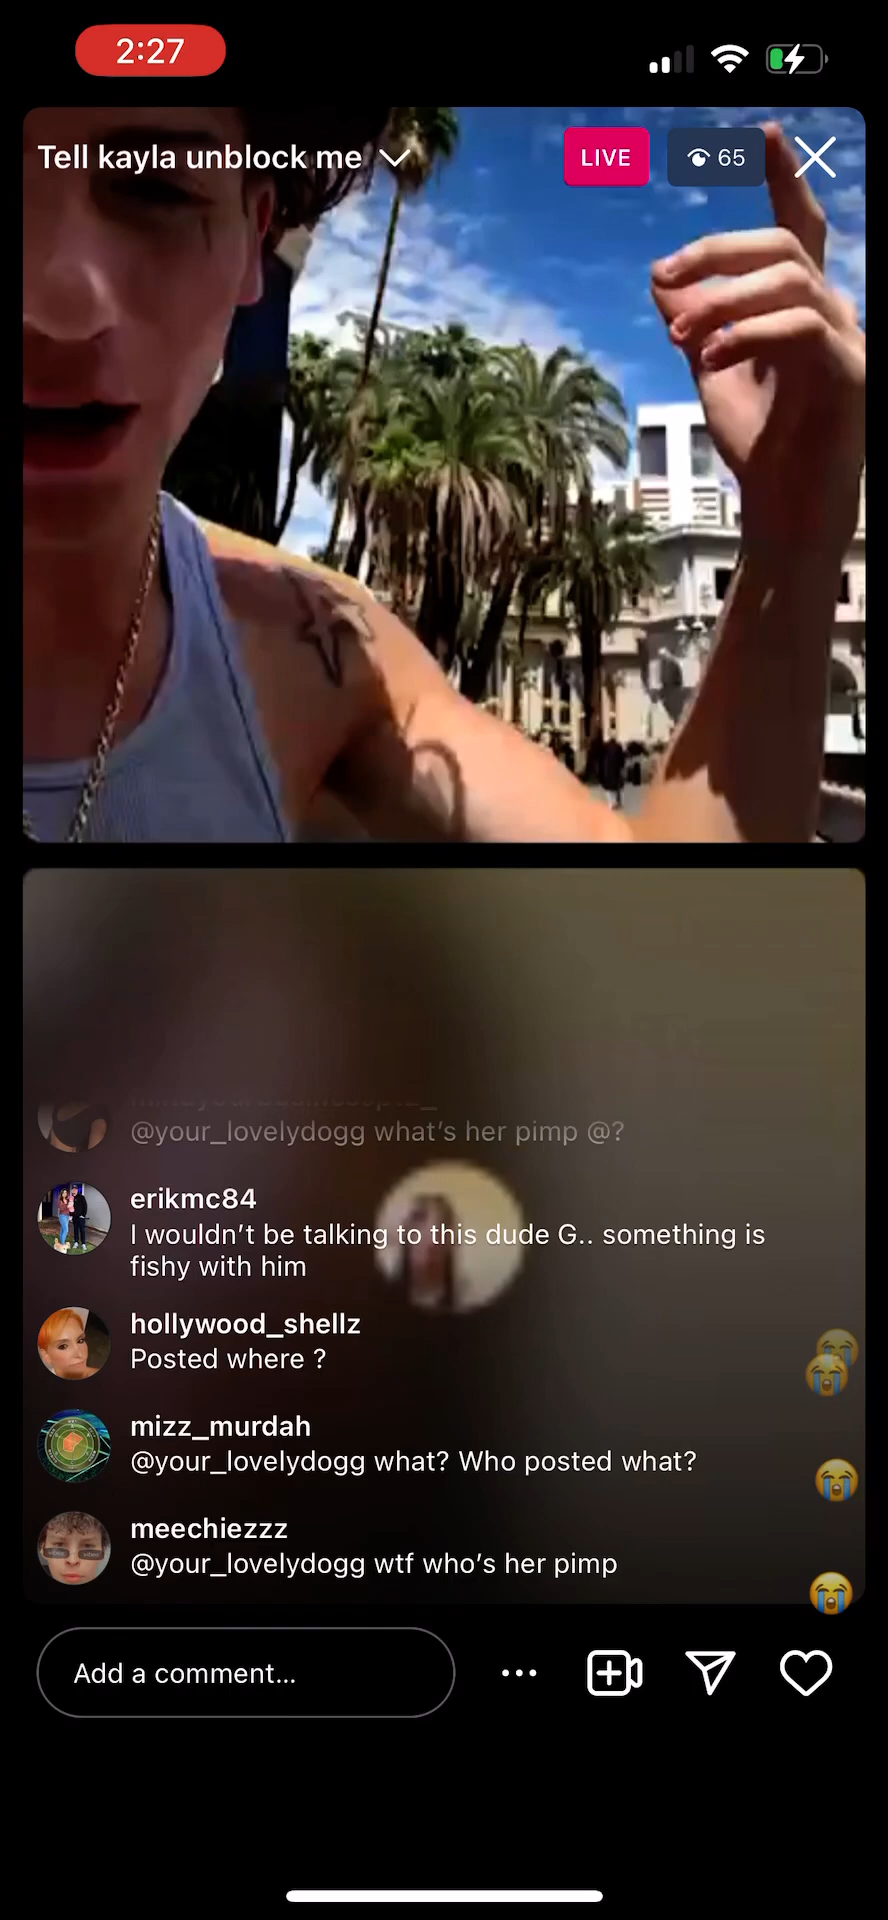 2:27
Tell kayla unblock me
LIVE
65
@your_lovelydogg what's her pimp @?
erikmc84
I wouldn't be talking to this dude G.. something is
fishy with him
hollywood_shellz
Posted where ?
mizz_murdah
@your_lovelydogg what? Who posted what?
meechiezzz
@your_lovelydogg wtf who's her pimp
Add a comment...